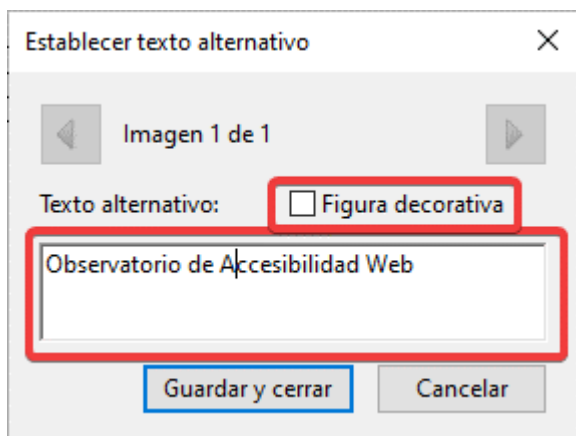 Establecer texto alternativo
Imagen 1 de 1
Texto alternativo: Figura decorativa
Observatorio de Accesibilidad Web
Guardar y cerrar Cancelar